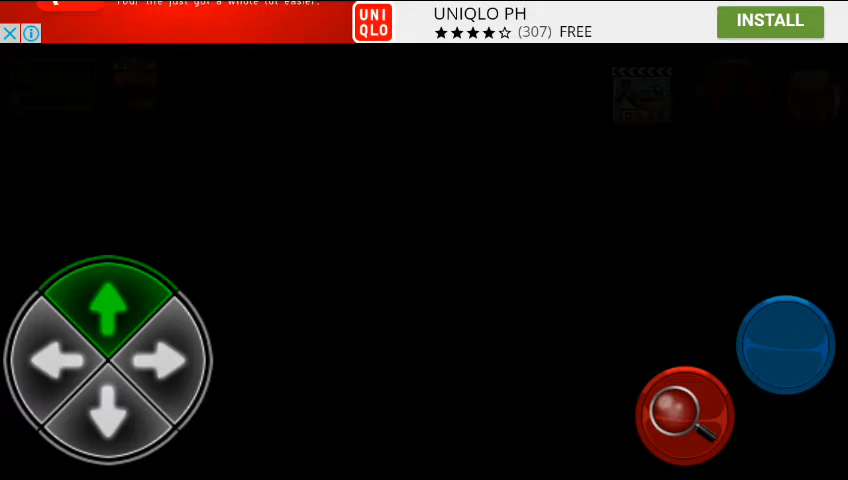 Your life just got a whole lot easier.
UNI
QLO
UNIQLO PH
(307) FREE
INSTALL